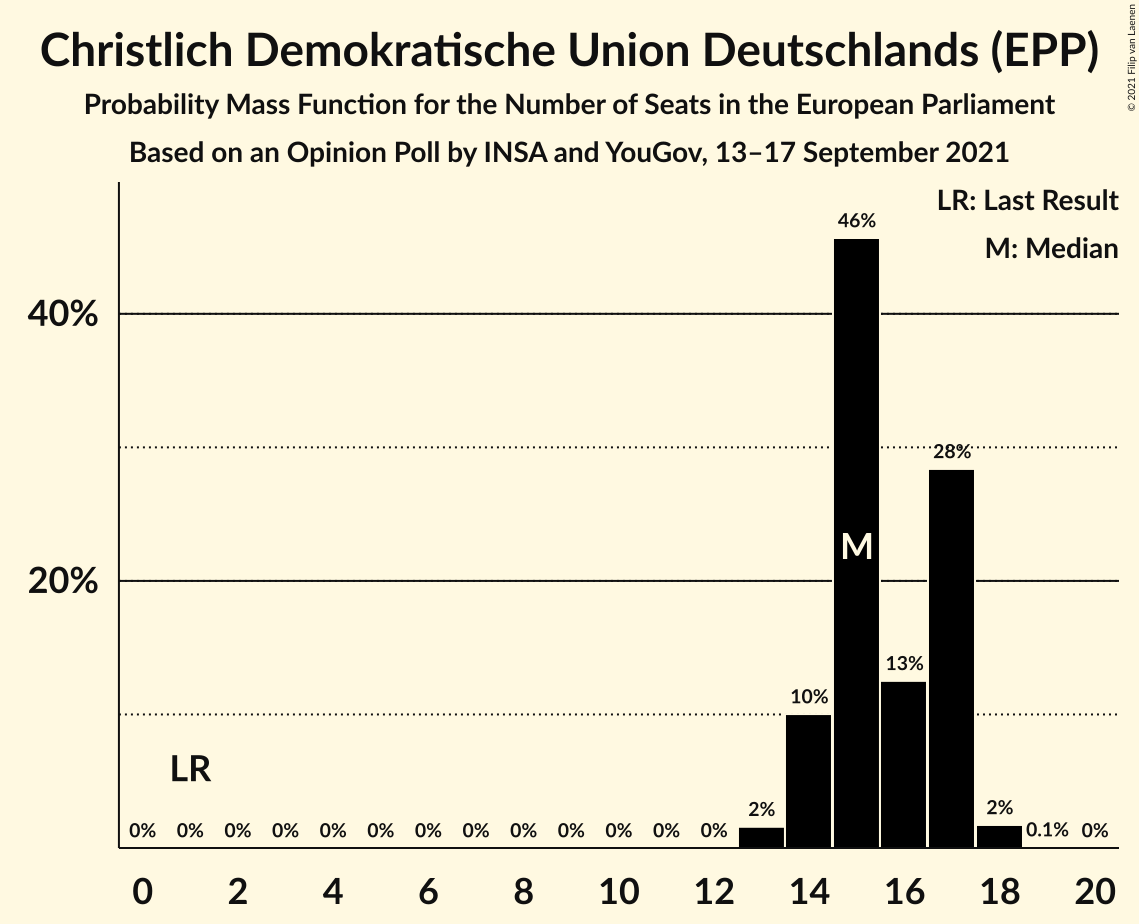 Christlich Demokratische Union Deutschlands (EPP)
Probability Mass Function for the Number of Seats in the European Parliament
Based on an Opinion Poll by INSA and YouGov, 13–17 September 2021
© 2021 Filip van Laenen
LR: Last Result
M: Median
46%
40%
28%
M
20%
13%
10%
LR
2% 2%
0% 0% 0% 0% 0% 0% 0% 0% 0% 0% 0% 0% 0% 0.1% 0%
0 2 4 6 8 10 12 14 16 18 20